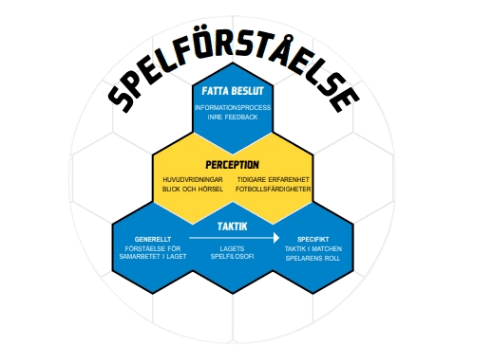 SPELFÖRSTÅELSE
FATTA BESLUT
INFORMATIONSPROCESS
INRE FEEDBACK
PERCEPTION
HUVUDVRIDNINGAR
BLICK OCH HÖRSEL
TIDIGARE ERFARENHET
FOTBOLLSFÄRDIGHETER
TAKTIK
GENERELLT
FÖRSTÅELSE FÖR
SAMARBETET I LAGET
LAGETS
SPELFILOSOFI
SPECIFIKT
TAKTIK I MATCHEN
SPELARENS ROLL